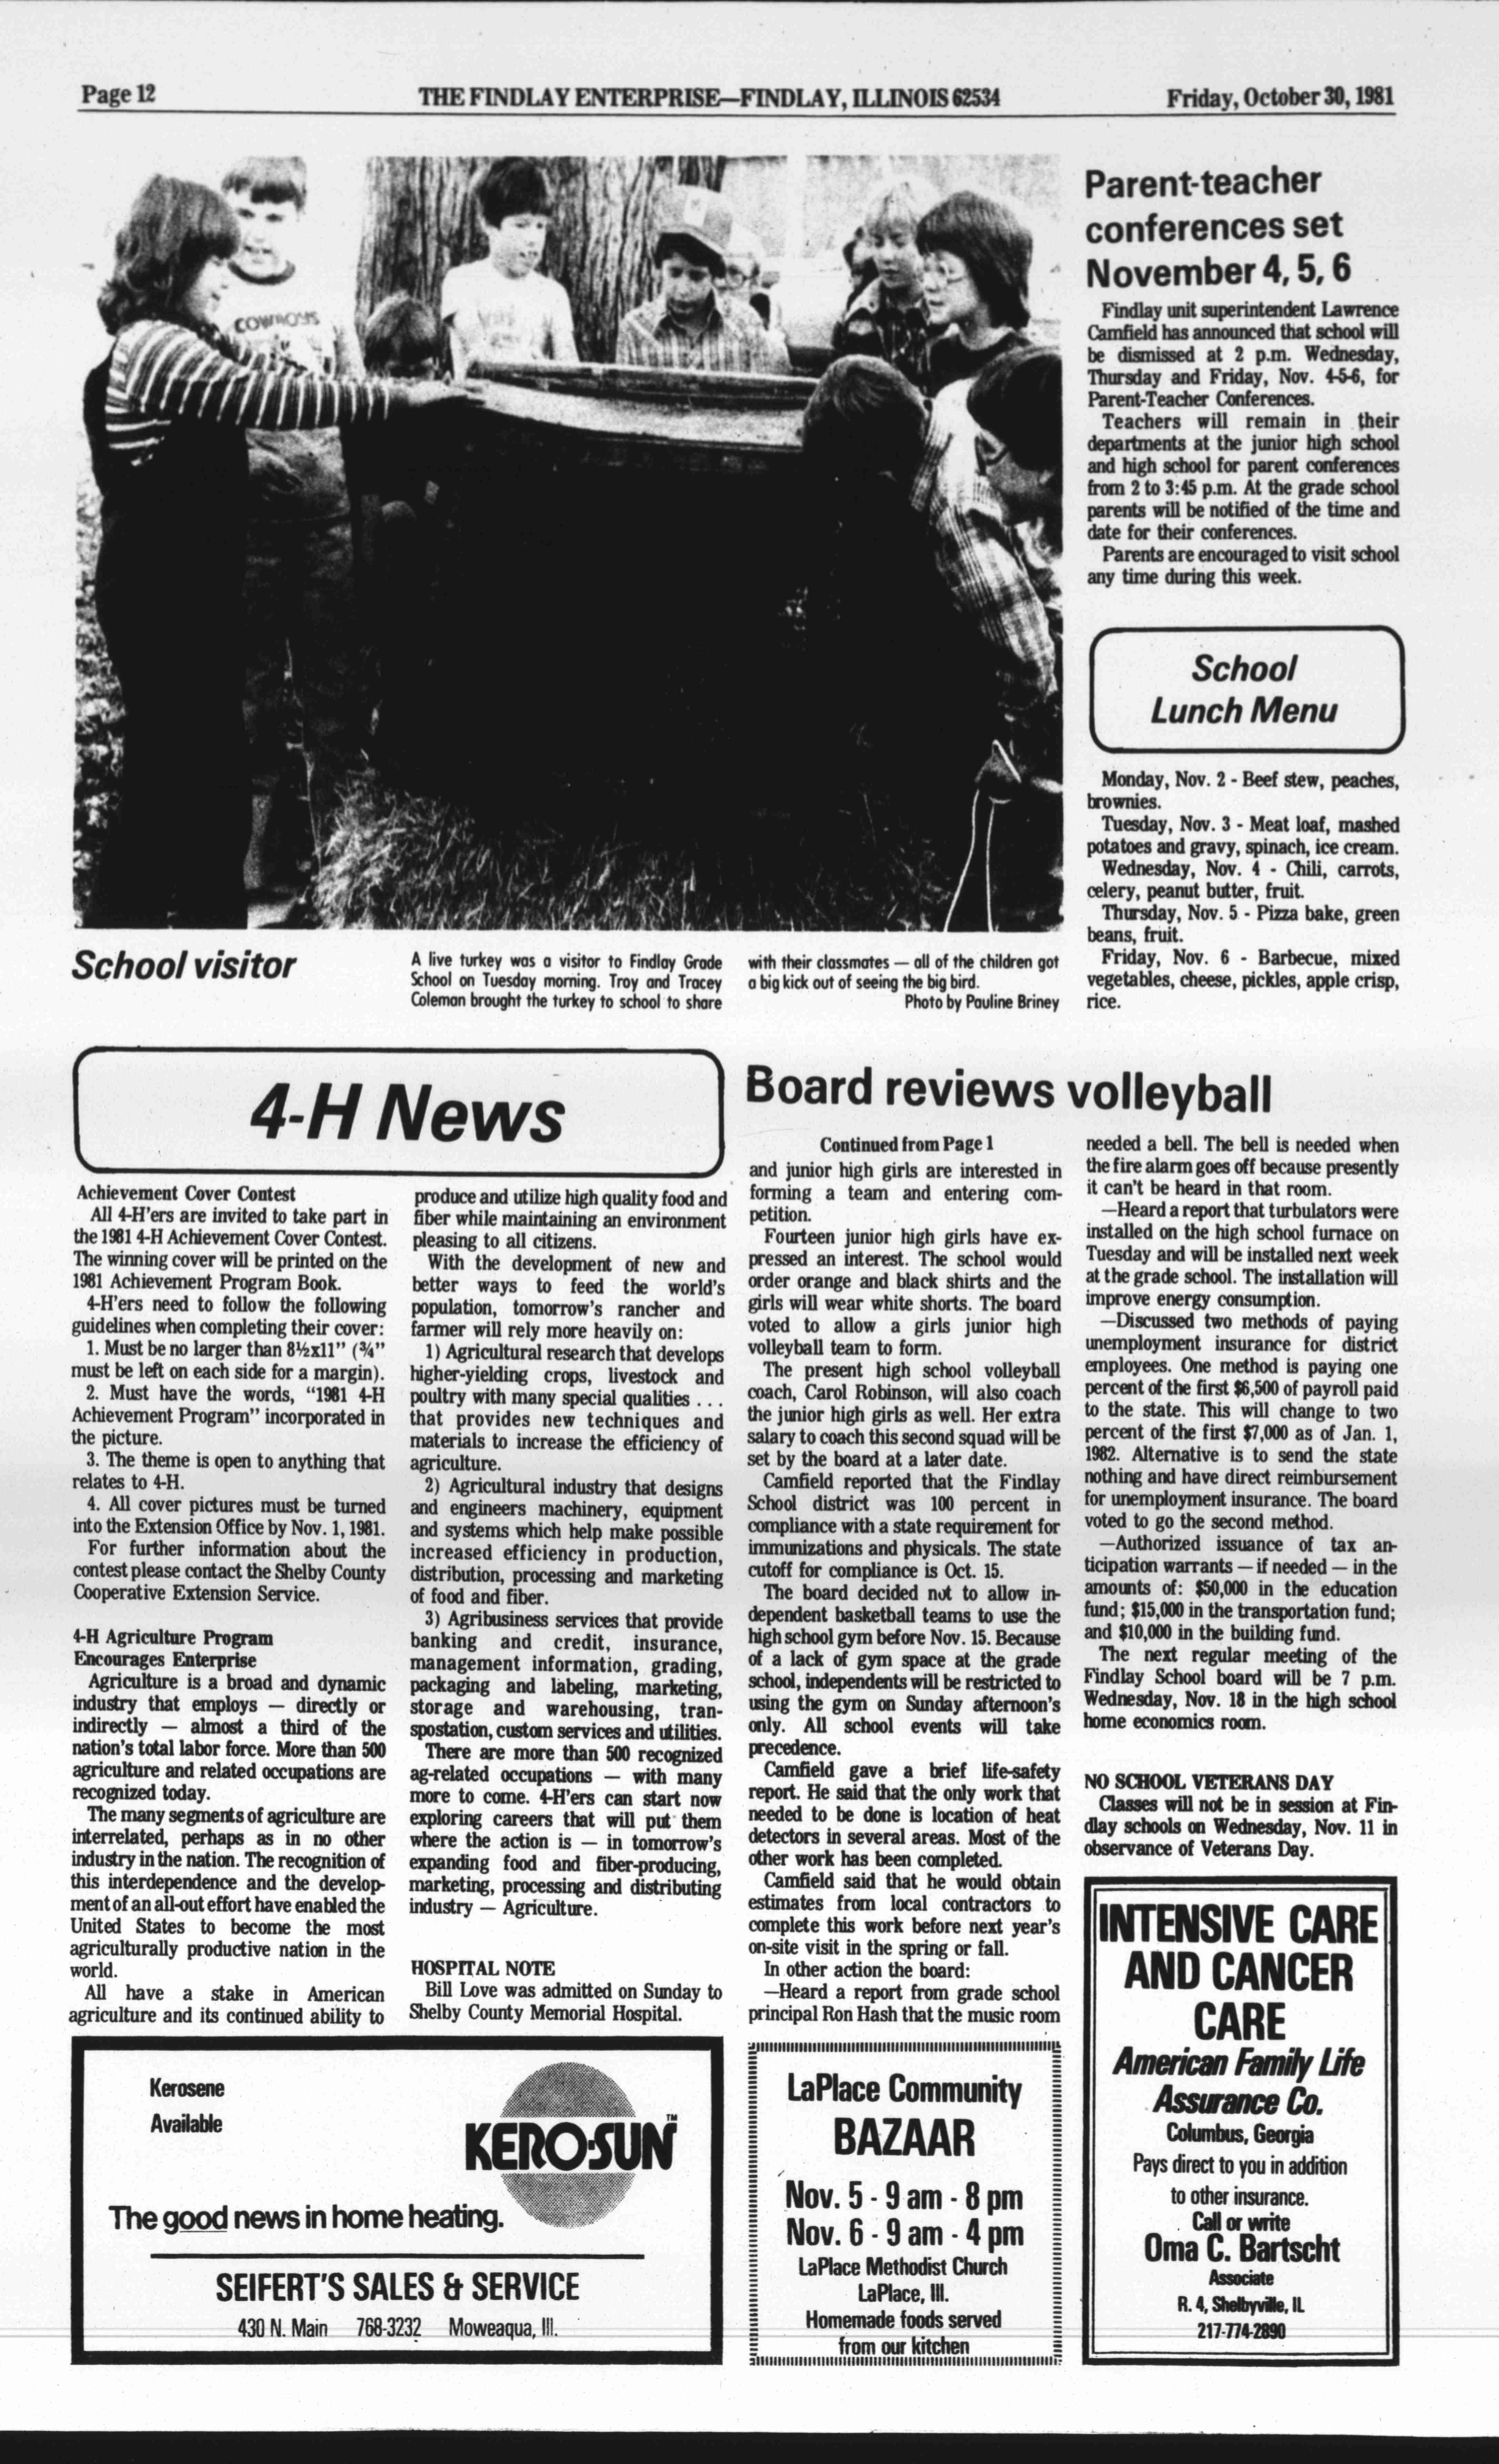 Page 12
THE FINDLAY ENTERPRISE—FINDLAY, ILLINOIS 62534
Friday, October 30, 1981
COWBOYS
School visitor
A live turkey was a visitor to Findlay Grade
School on Tuesday morning. Troy and Tracey
Coleman brought the turkey to school to share
with their classmates — all of the children got
a big kick out of seeing the big bird.
Photo by Pauline Briney
Parent-teacher
conferences set
November 4, 5, 6
Findlay unit superintendent Lawrence
Camfield has announced that school will
be dismissed at 2 p.m. Wednesday,
Thursday and Friday, Nov. 4-5-6, for
Parent-Teacher Conferences.
Teachers will remain in their
departments at the junior high school
and high school for parent conferences
from 2 to 3:45 p.m. At the grade school
parents will be notified of the time and
date for their conferences.
Parents are encouraged to visit school
any time during this week.
School
Lunch Menu
Monday, Nov. 2 - Beef stew, peaches,
brownies.
Tuesday, Nov. 3 - Meat loaf, mashed
potatoes and gravy, spinach, ice cream.
Wednesday, Nov. 4 - Chili, carrots,
celery, peanut butter, fruit.
Thursday, Nov. 5 - Pizza bake, green
beans, fruit.
Friday, Nov. 6 - Barbecue, mixed
vegetables, cheese, pickles, apple crisp,
rice.
4-H News
Achievement Cover Contest
All 4-H'ers are invited to take part in
the 1981 4-H Achievement Cover Contest.
The winning cover will be printed on the
1981 Achievement Program Book.
4-H'ers need to follow the following
guidelines when completing their cover:
1. Must be no larger than 8½x11" (¾"
must be left on each side for a margin).
2. Must have the words, "1981 4-H
Achievement Program" incorporated in
the picture.
3. The theme is open to anything that
relates to 4-H.
4. All cover pictures must be turned
into the Extension Office by Nov. 1, 1981.
For further information about the
contest please contact the Shelby County
Cooperative Extension Service.
4-H Agriculture Program
Encourages Enterprise
Agriculture is a broad and dynamic
industry that employs — directly or
indirectly — almost a third of the
nation's total labor force. More than 500
agriculture and related occupations are
recognized today.
The many segments of agriculture are
interrelated, perhaps as in no other
industry in the nation. The recognition of
this interdependence and the develop-
ment of an all-out effort have enabled the
United States to become the most
agriculturally productive nation in the
world.
All have a stake in American
agriculture and its continued ability to
produce and utilize high quality food and
fiber while maintaining an environment
pleasing to all citizens.
With the development of new and
better ways to feed the world's
population, tomorrow's rancher and
farmer will rely more heavily on:
1) Agricultural research that develops
higher-yielding crops, livestock and
poultry with many special qualities . . .
that provides new techniques and
materials to increase the efficiency of
agriculture.
2) Agricultural industry that designs
and engineers machinery, equipment
and systems which help make possible
increased efficiency in production,
distribution, processing and marketing
of food and fiber.
3) Agribusiness services that provide
banking and credit, insurance,
management information, grading,
packaging and labeling, marketing,
storage and warehousing, tran-
spostation, custom services and utilities.
There are more than 500 recognized
ag-related occupations — with many
more to come. 4-H'ers can start now
exploring careers that will put them
where the action is — in tomorrow's
expanding food and fiber-producing,
marketing, processing and distributing
industry — Agriculture.
HOSPITAL NOTE
Bill Love was admitted on Sunday to
Shelby County Memorial Hospital.
Board reviews volleyball
Continued from Page 1
and junior high girls are interested in
forming a team and entering com-
petition.
Fourteen junior high girls have ex-
pressed an interest. The school would
order orange and black shirts and the
girls will wear white shorts. The board
voted to allow a girls junior high
volleyball team to form.
The present high school volleyball
coach, Carol Robinson, will also coach
the junior high girls as well. Her extra
salary to coach this second squad will be
set by the board at a later date.
Camfield reported that the Findlay
School district was 100 percent in
compliance with a state requirement for
immunizations and physicals. The state
cutoff for compliance is Oct. 15.
The board decided not to allow in-
dependent basketball teams to use the
high school gym before Nov. 15. Because
of a lack of gym space at the grade
school, independents will be restricted to
using the gym on Sunday afternoon's
only. All school events will take
precedence.
Camfield gave a brief life-safety
report. He said that the only work that
needed to be done is location of heat
detectors in several areas. Most of the
other work has been completed.
Camfield said that he would obtain
estimates from local contractors to
complete this work before next year's
on-site visit in the spring or fall.
In other action the board:
—Heard a report from grade school
principal Ron Hash that the music room
needed a bell. The bell is needed when
the fire alarm goes off because presently
it can't be heard in that room.
—Heard a report that turbulators were
installed on the high school furnace on
Tuesday and will be installed next week
at the grade school. The installation will
improve energy consumption.
—Discussed two methods of paying
unemployment insurance for district
employees. One method is paying one
percent of the first $6,500 of payroll paid
to the state. This will change to two
percent of the first $7,000 as of Jan. 1,
1982. Alternative is to send the state
nothing and have direct reimbursement
for unemployment insurance. The board
voted to go the second method.
—Authorized issuance of tax an-
ticipation warrants — if needed — in the
amounts of: $50,000 in the education
fund; $15,000 in the transportation fund;
and $10,000 in the building fund.
The next regular meeting of the
Findlay School board will be 7 p.m.
Wednesday, Nov. 18 in the high school
home economics room.
NO SCHOOL VETERANS DAY
Classes will not be in session at Fin-
dlay schools on Wednesday, Nov. 11 in
observance of Veterans Day.
Kerosene
Available
KERO-SUN™
The good news in home heating.
SEIFERT'S SALES & SERVICE
430 N. Main 768-3232 Moweaqua, Ill.
LaPlace Community
BAZAAR
Nov. 5 - 9 am - 8 pm
Nov. 6 - 9 am - 4 pm
LaPlace Methodist Church
LaPlace, Ill.
Homemade foods served
from our kitchen
INTENSIVE CARE
AND CANCER
CARE
American Family Life
Assurance Co.
Columbus, Georgia
Pays direct to you in addition
to other insurance.
Call or write
Oma C. Bartscht
Associate
R. 4, Shelbyville, IL
217-774-2890